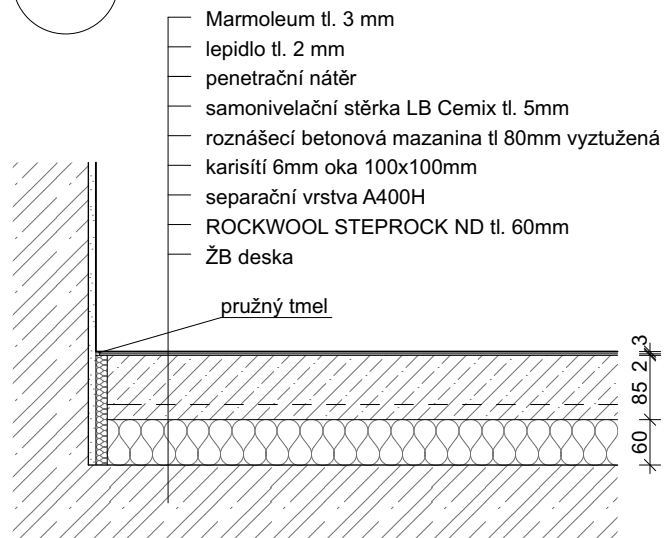 Marmoleum tl. 3 mm
lepidlo tl. 2 mm
penetrační nátěr
samonivelační stěrka LB Cemix tl. 5mm
roznášecí betonová mazanina tl 80mm vyztužená
karisítí 6mm oka 100x100mm
separační vrstva A400H
ROCKWOOL STEPROCK ND tl. 60mm
ŽB deska
pružný tmel
3
2
85
60